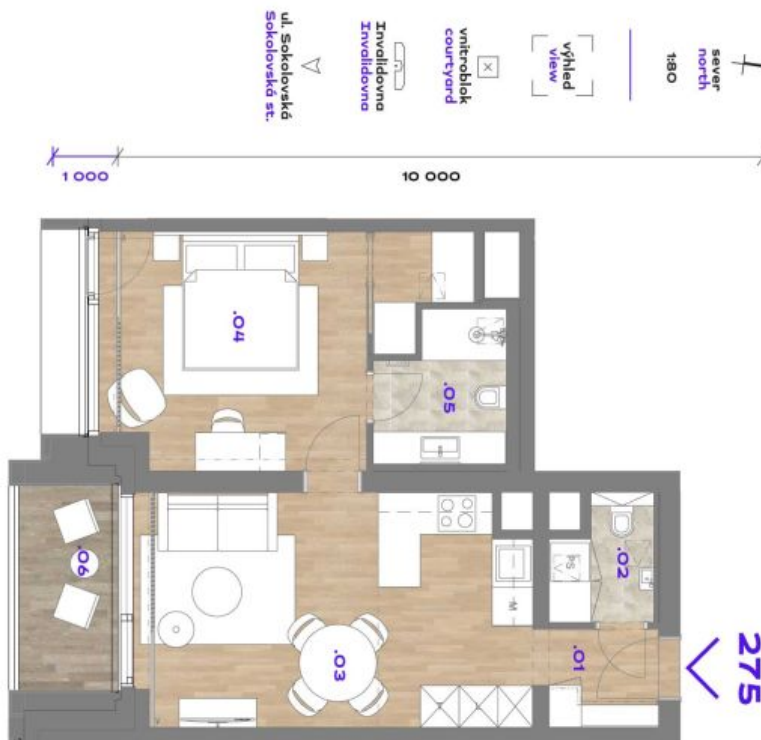 sever
north
1:80
výhled
view
vnitroblok
courtyard
Invalidovna
Invalidovna
ul. Sokolovská
Sokolovská st.
1 000
10 000
.04
.05
.06
.03
.02
.01
PS
M
275